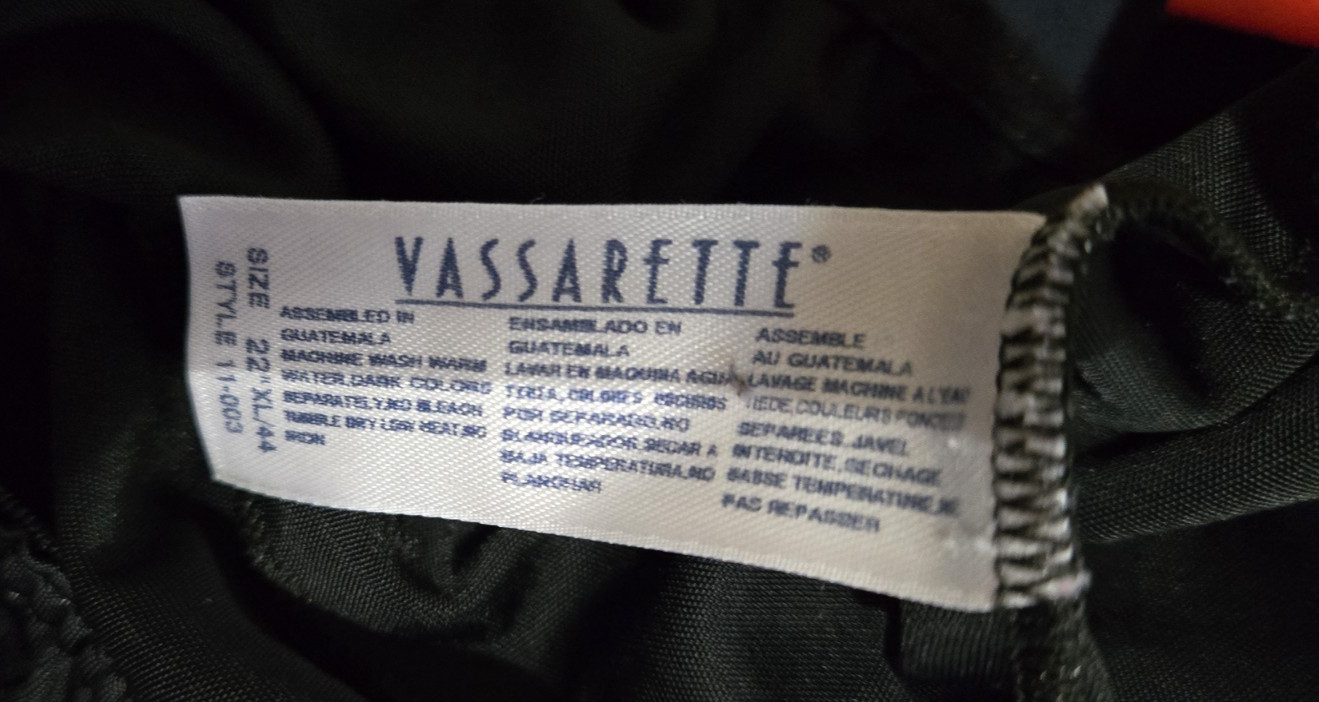 VASSARETTE®
SIZE 22"XL/44
STYLE 11-003
ASSEMBLED IN
GUATEMALA
MACHINE WASH WARM
WATER,DARK COLORS
SEPARATELY,NO BLEACH
TUMBLE DRY LOW HEAT,NO
IRON
ENSAMBLADO EN
GUATEMALA
LAVAR EN MAQUINA AGUA
TIBIA, COLORES OSCUROS
POR SEPARADO,NO
BLANQUEADOR,SECAR A
BAJA TEMPERATURA,NO
PLANCHAR
ASSEMBLE
AU GUATEMALA
LAVAGE MACHINE A L'EAU
TIEDE,COULEURS FONCEES
SEPAREES, JAVEL
INTERDITE,SECHAGE
BASSE TEMPERATURE,NE
PAS REPASSER